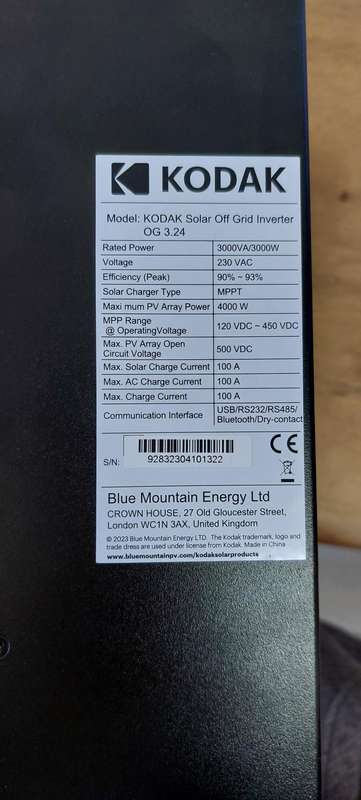 KODAK
Model: KODAK Solar Off Grid Inverter
OG 3.24
Rated Power 3000VA/3000W
Voltage 230 VAC
Efficiency (Peak) 90% ~ 93%
Solar Charger Type MPPT
Maxi mum PV Array Power 4000 W
MPP Range
@ OperatingVoltage 120 VDC ~ 450 VDC
Max. PV Array Open
Circuit Voltage 500 VDC
Max. Solar Charge Current 100 A
Max. AC Charge Current 100 A
Max. Charge Current 100 A
Communication Interface USB/RS232/RS485/
Bluetooth/Dry-contact
S/N: 92832304101322
CE
Blue Mountain Energy Ltd
CROWN HOUSE, 27 Old Gloucester Street,
London WC1N 3AX, United Kingdom
© 2023 Blue Mountain Energy LTD. The Kodak trademark, logo and
trade dress are used under license from Kodak. Made in China
www.bluemountainpv.com/kodaksolarproducts